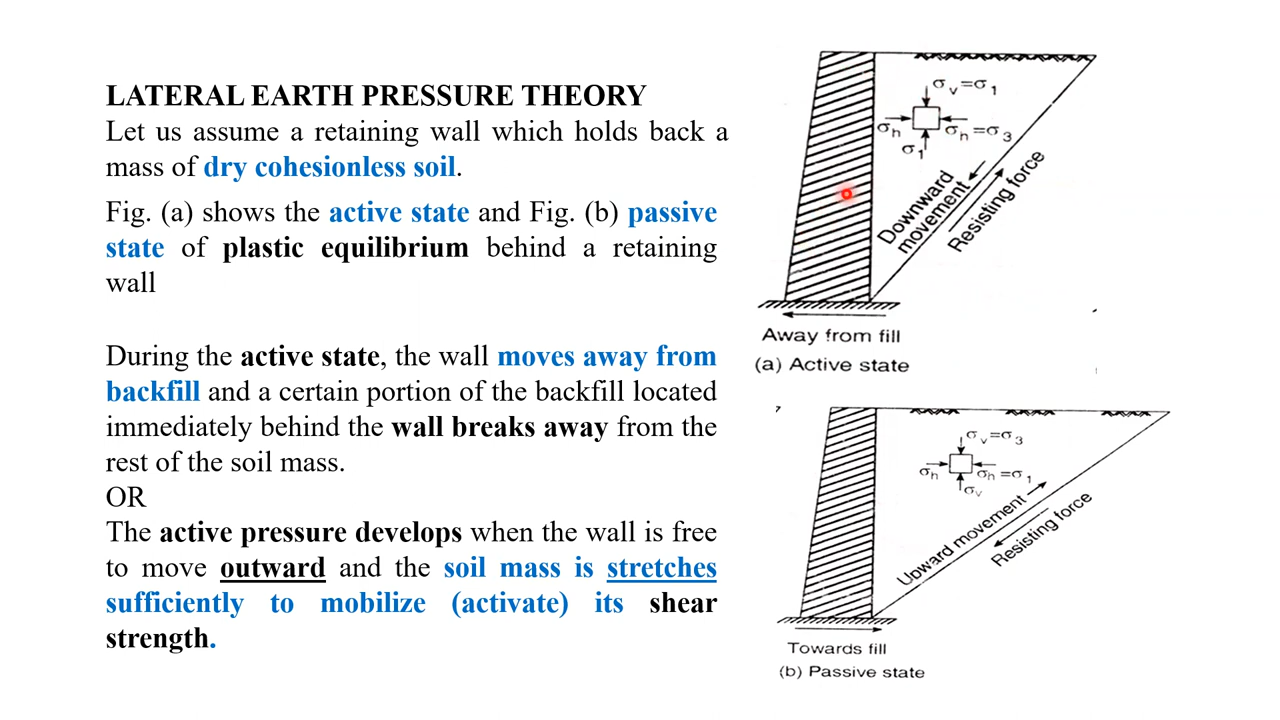 LATERAL EARTH PRESSURE THEORY
Let us assume a retaining wall which holds back a
mass of dry cohesionless soil.
Fig. (a) shows the active state and Fig. (b) passive
state of plastic equilibrium behind a retaining
wall
During the active state, the wall moves away from
backfill and a certain portion of the backfill located
immediately behind the wall breaks away from the
rest of the soil mass.
OR
The active pressure develops when the wall is free
to move outward and the soil mass is stretches
sufficiently to mobilize (activate) its shear
strength.
σv=σ1
σh
σh=σ3
σ1
Downward
movement
Resisting force
Away from fill
(a) Active state
σv=σ3
σh
σh=σ1
σv
Upward movement
Resisting force
Towards fill
(b) Passive state